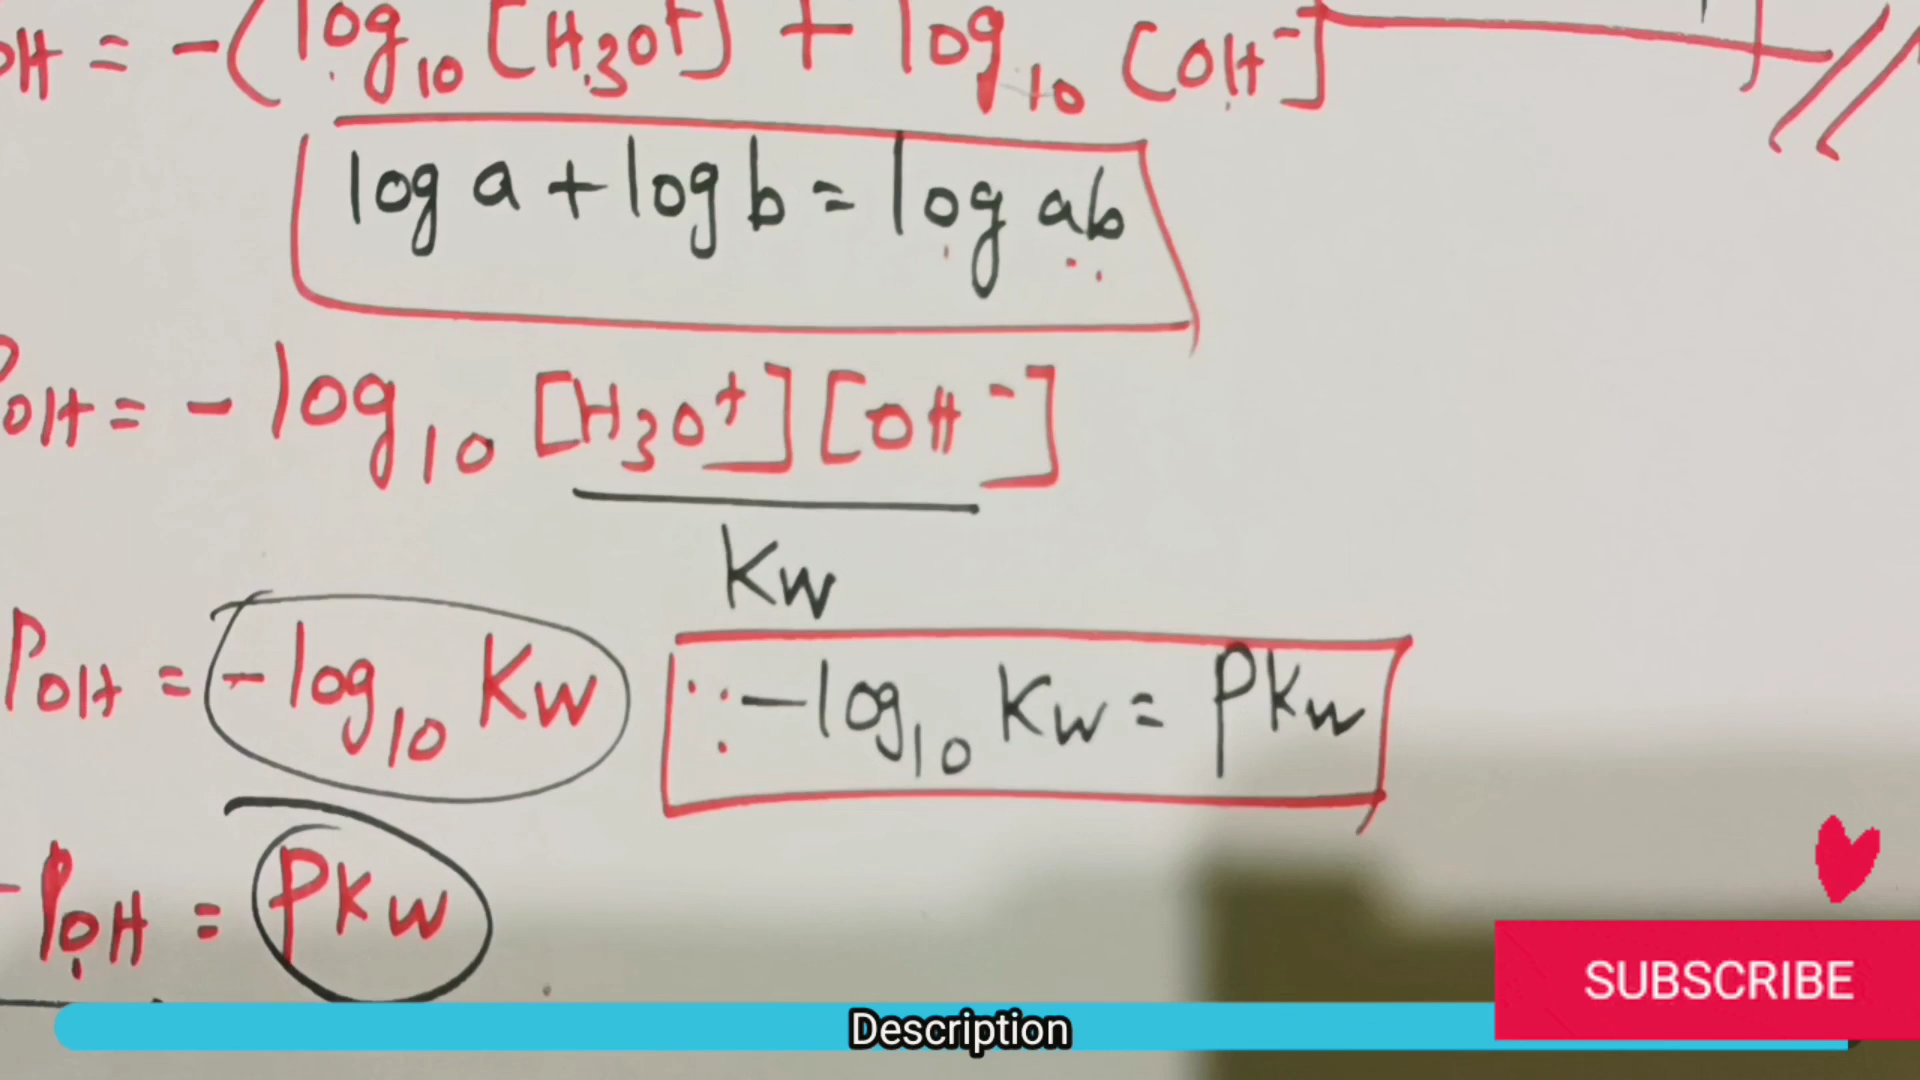 OH = -(log₁₀ [H₃O⁺] + log₁₀ [OH⁻]
log a + log b = log ab
POH = - log₁₀ [H₃O⁺] [OH⁻]
Kw
POH = -log₁₀ Kw ∵ -log₁₀ Kw = PKw
-POH = PKw
SUBSCRIBE
Description